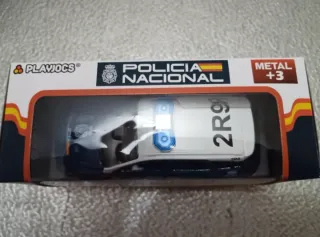 PLAYJOCS
POLICIA
NACIONAL
METAL
+3
2R9